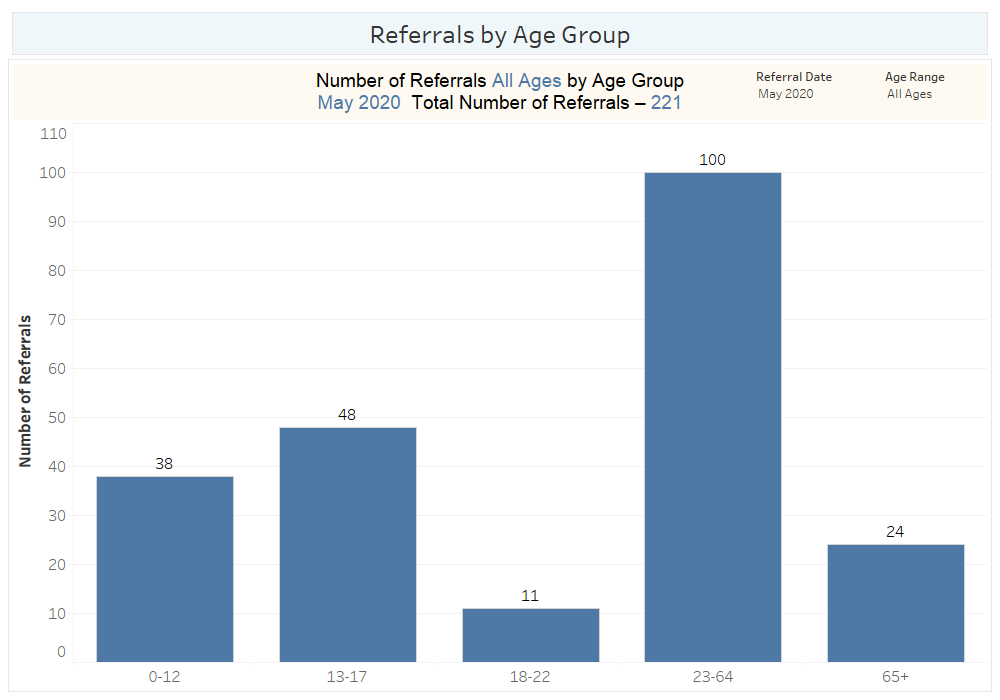 Referrals by Age Group
Number of Referrals All Ages by Age Group
May 2020 Total Number of Referrals – 221
Referral Date
May 2020
Age Range
All Ages
Number of Referrals
110
100
90
80
70
60
50
40
30
20
10
0
38
48
11
100
24
0-12
13-17
18-22
23-64
65+